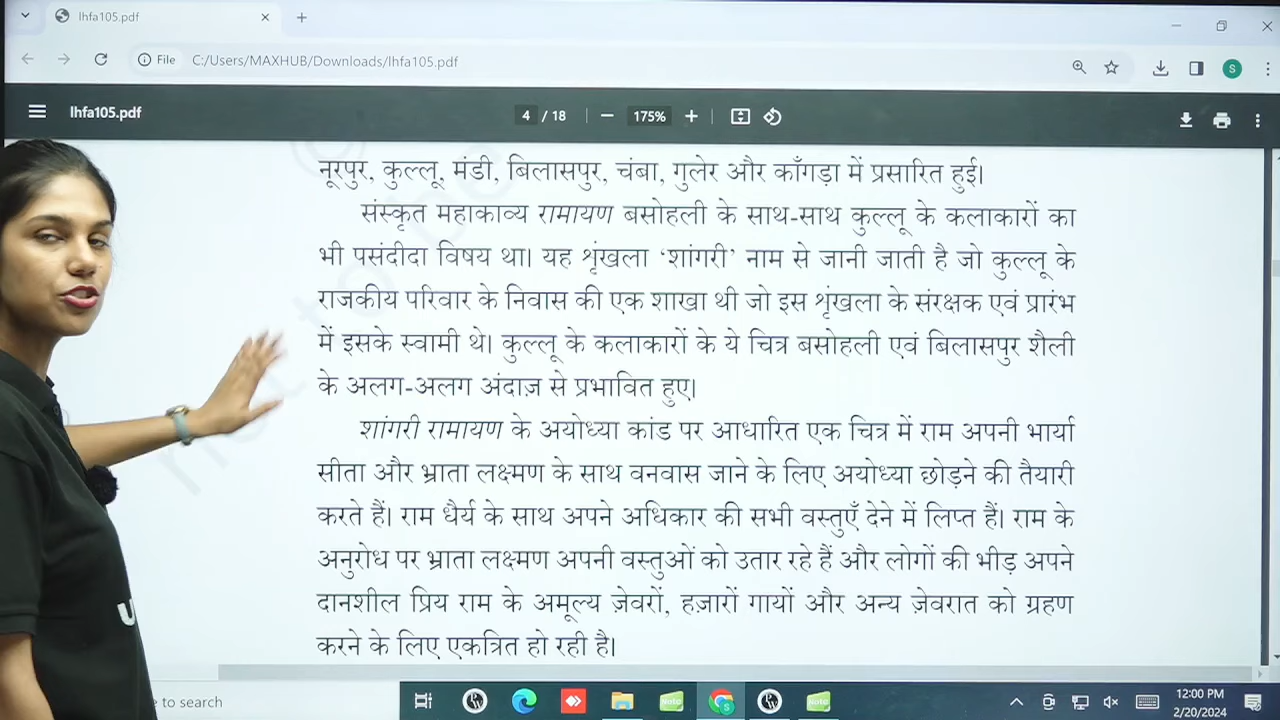 lhfa105.pdf
File C:/Users/MAXHUB/Downloads/lhfa105.pdf
S
lhfa105.pdf
4 / 18
175%
नूरपुर, कुल्लू, मंडी, बिलासपुर, चंबा, गुलेर और काँगड़ा में प्रसारित हुई।
संस्कृत महाकाव्य रामायण बसोहली के साथ-साथ कुल्लू के कलाकारों का
भी पसंदीदा विषय था। यह श्रृंखला ‘शांगरी’ नाम से जानी जाती है जो कुल्लू के
राजकीय परिवार के निवास की एक शाखा थी जो इस श्रृंखला के संरक्षक एवं प्रारंभ
में इसके स्वामी थे। कुल्लू के कलाकारों के ये चित्र बसोहली एवं बिलासपुर शैली
के अलग-अलग अंदाज़ से प्रभावित हुए।
शांगरी रामायण के अयोध्या कांड पर आधारित एक चित्र में राम अपनी भार्या
सीता और भ्राता लक्ष्मण के साथ वनवास जाने के लिए अयोध्या छोड़ने की तैयारी
करते हैं। राम धैर्य के साथ अपने अधिकार की सभी वस्तुएँ देने में लिप्त हैं। राम के
अनुरोध पर भ्राता लक्ष्मण अपनी वस्तुओं को उतार रहे हैं और लोगों की भीड़ अपने
दानशील प्रिय राम के अमूल्य ज़ेवरों, हज़ारों गायों और अन्य ज़ेवरात को ग्रहण
करने के लिए एकत्रित हो रही है।
to search
12:00 PM
2/20/2024